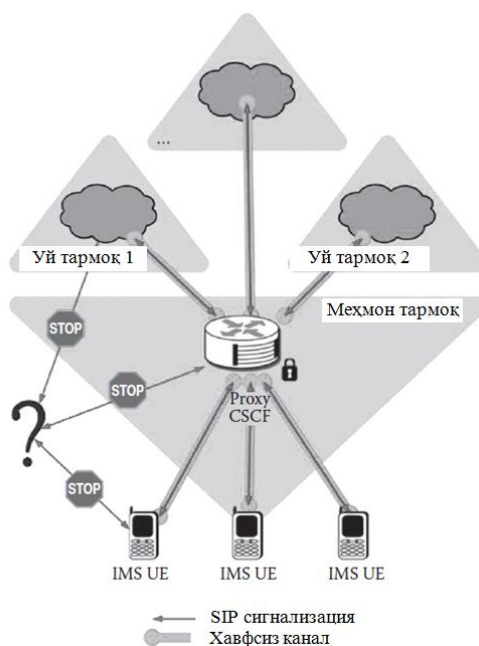 ...
Уй тармоқ 1
Уй тармоқ 2
Меҳмон тармоқ
STOP
STOP
Proxy
CSCF
?
STOP
IMS UE
IMS UE
IMS UE
SIP сигнализация
Хавфсиз канал